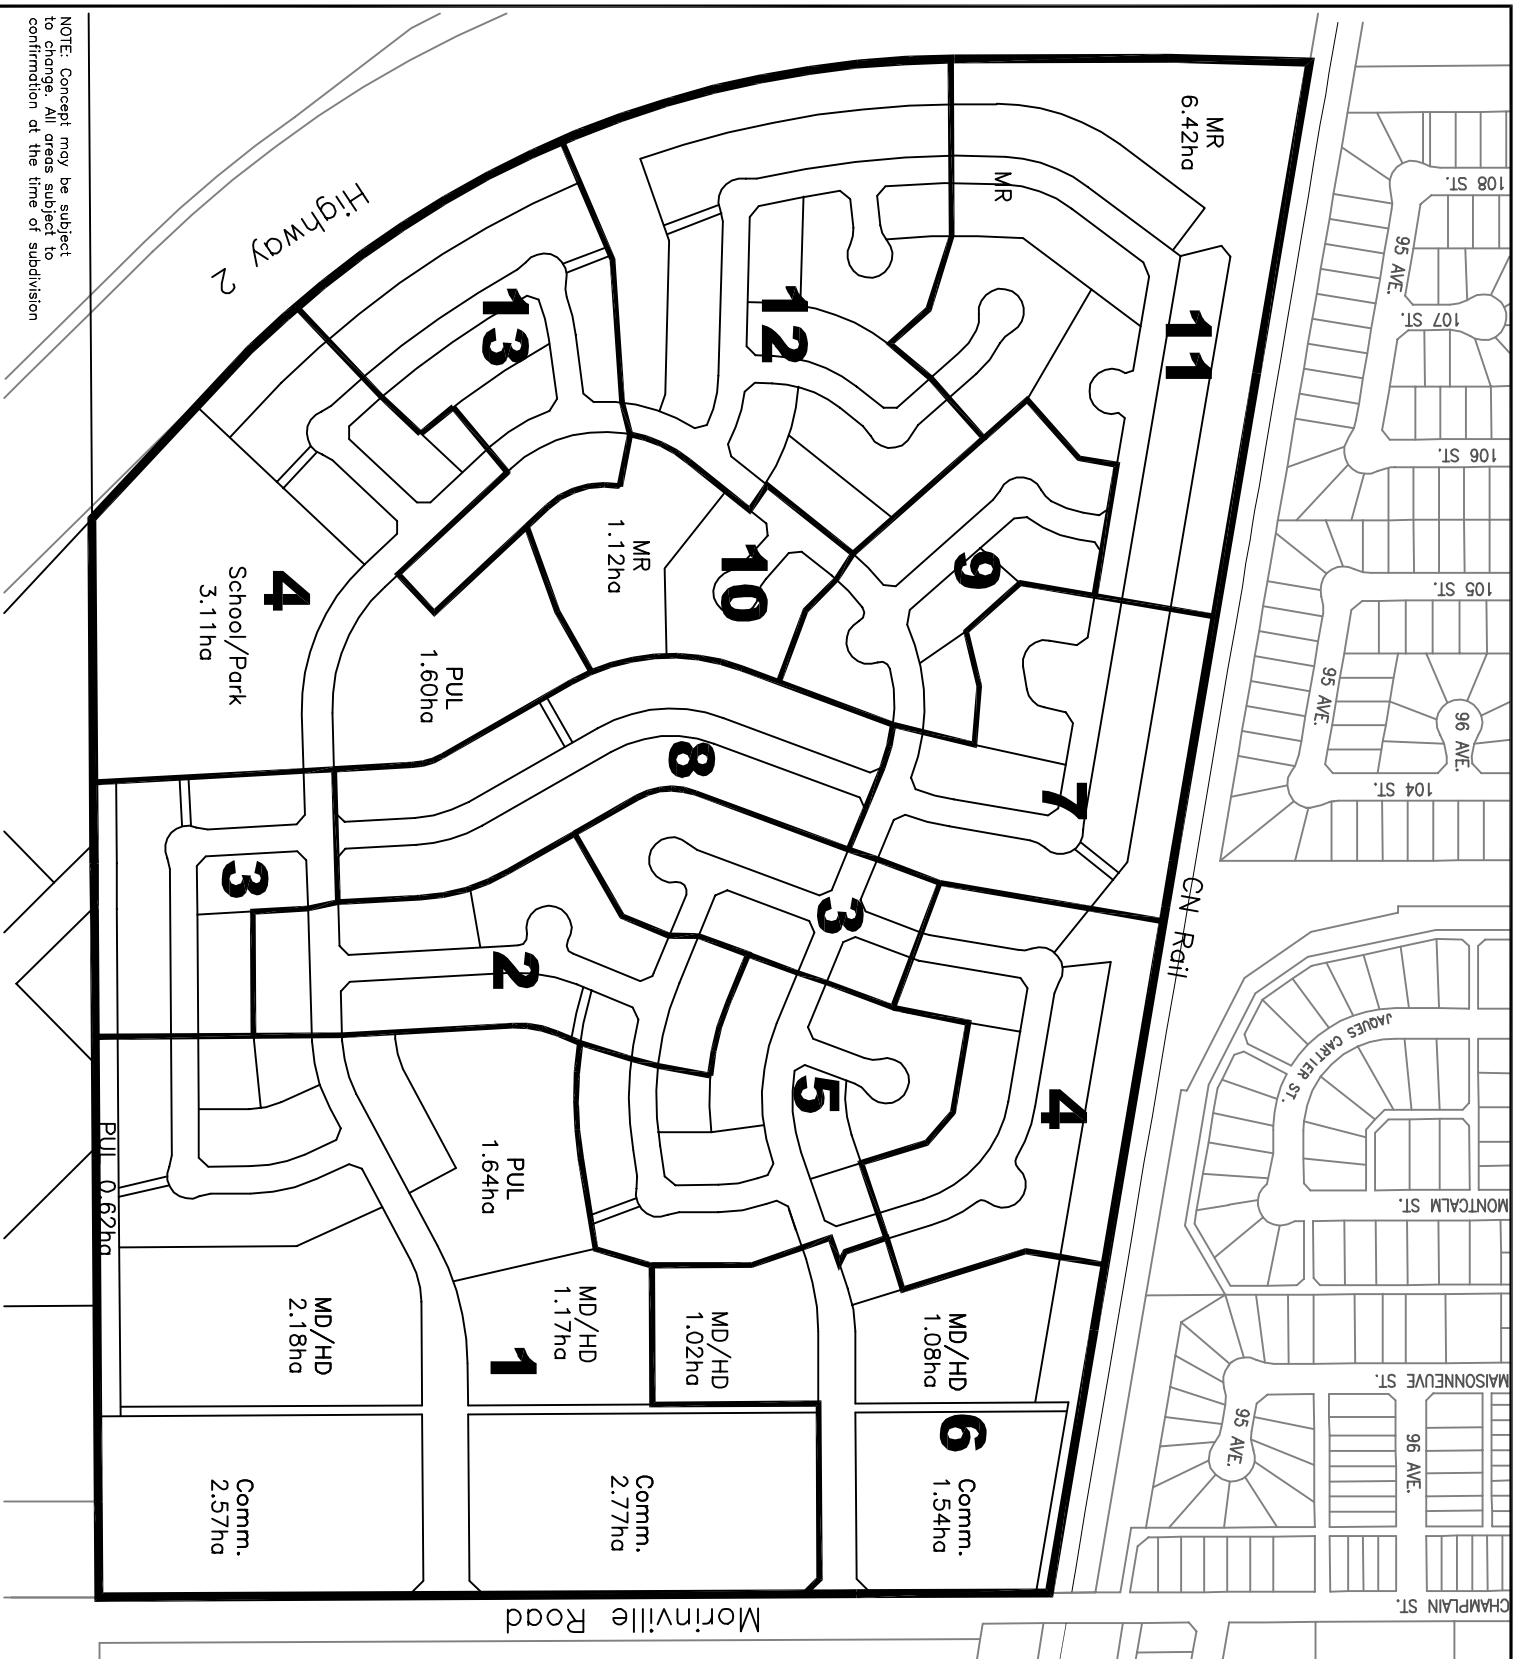 NOTE: Concept may be subject
to change. All areas subject to
confirmation at the time of subdivision
Highway 2
MR
6.42ha
MR
11
12
13
MR
1.12ha
10
9
4
School/Park
3.11ha
PUL
1.60ha
8
7
3
3
2
CN Rail
5
4
PUL
1.64ha
PUL 0.62ha
MD/HD
2.18ha
MD/HD
1.17ha
MD/HD
1.02ha
MD/HD
1.08ha
1
6
Comm.
2.57ha
Comm.
2.77ha
Comm.
1.54ha
Morinville Road
108 ST.
95 AVE.
107 ST.
106 ST.
105 ST.
95 AVE.
96 AVE.
104 ST.
JAQUES CARTIER ST.
MONTCALM ST.
MAISONNEUVE ST.
95 AVE.
96 AVE.
CHAMPLAIN ST.